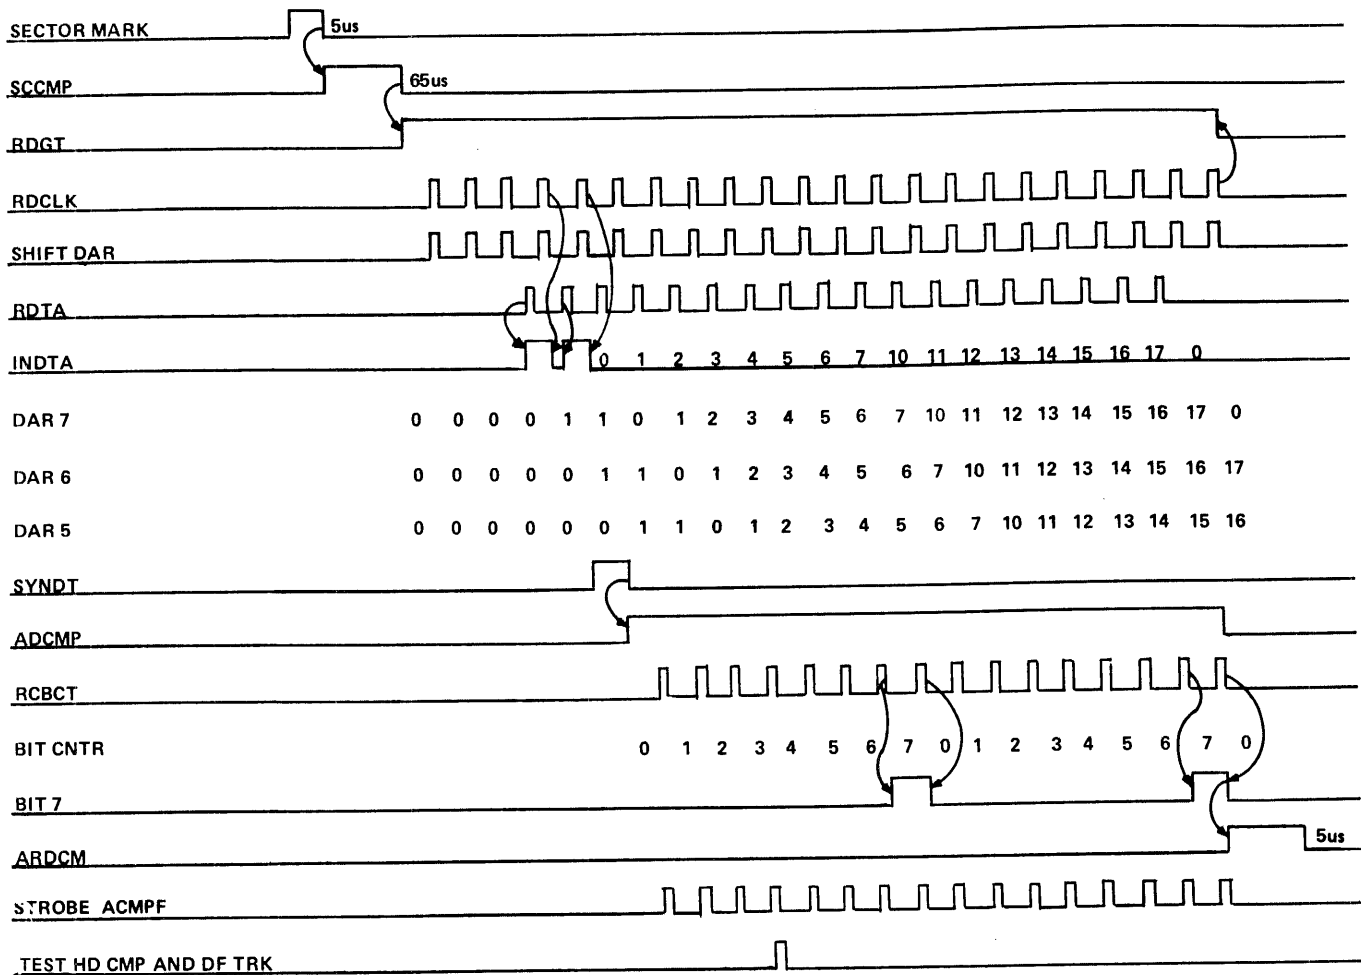 SECTOR MARK 5us
SCCMP 65us
RDGT
RDCLK
SHIFT DAR
RDTA
INDTA 0 1 2 3 4 5 6 7 10 11 12 13 14 15 16 17 0
DAR 7 0 0 0 0 1 1 0 1 2 3 4 5 6 7 10 11 12 13 14 15 16 17 0
DAR 6 0 0 0 0 0 1 1 0 1 2 3 4 5 6 7 10 11 12 13 14 15 16 17
DAR 5 0 0 0 0 0 0 1 1 0 1 2 3 4 5 6 7 10 11 12 13 14 15 16
SYNDT
ADCMP
RCBCT
BIT CNTR 0 1 2 3 4 5 6 7 0 1 2 3 4 5 6 7 0
BIT 7
ARDCM 5us
STROBE ACMPF
TEST HD CMP AND DF TRK